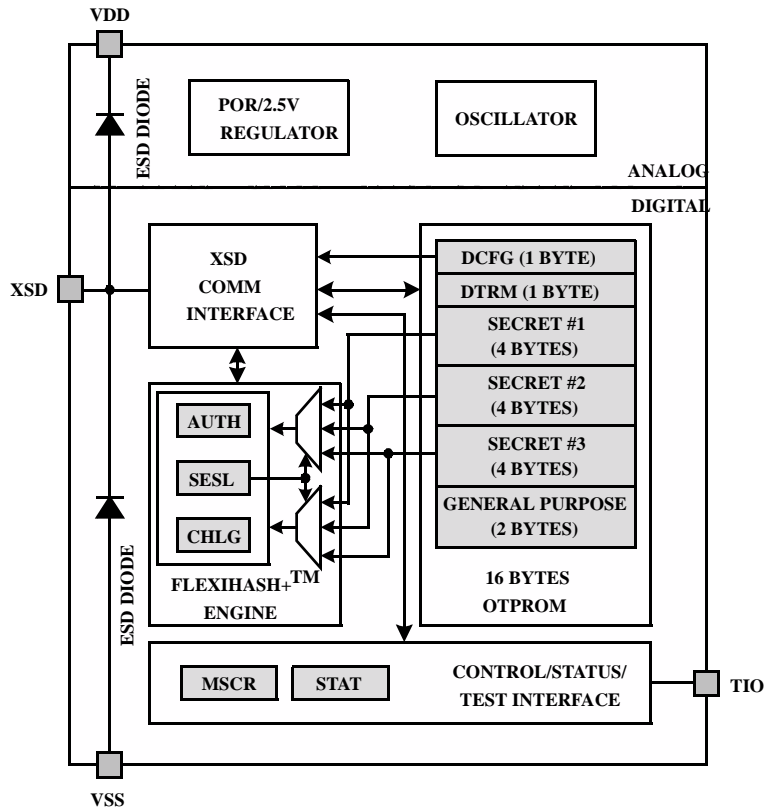 VDD
ESD DIODE
POR/2.5V
REGULATOR
OSCILLATOR
ANALOG
DIGITAL
XSD
XSD
COMM
INTERFACE
DCFG (1 BYTE)
DTRM (1 BYTE)
SECRET #1
(4 BYTES)
SECRET #2
(4 BYTES)
SECRET #3
(4 BYTES)
GENERAL PURPOSE
(2 BYTES)
16 BYTES
OTPROM
AUTH
SESL
CHLG
FLEXIHASH+TM
ENGINE
ESD DIODE
MSCR
STAT
CONTROL/STATUS/
TEST INTERFACE
TIO
VSS